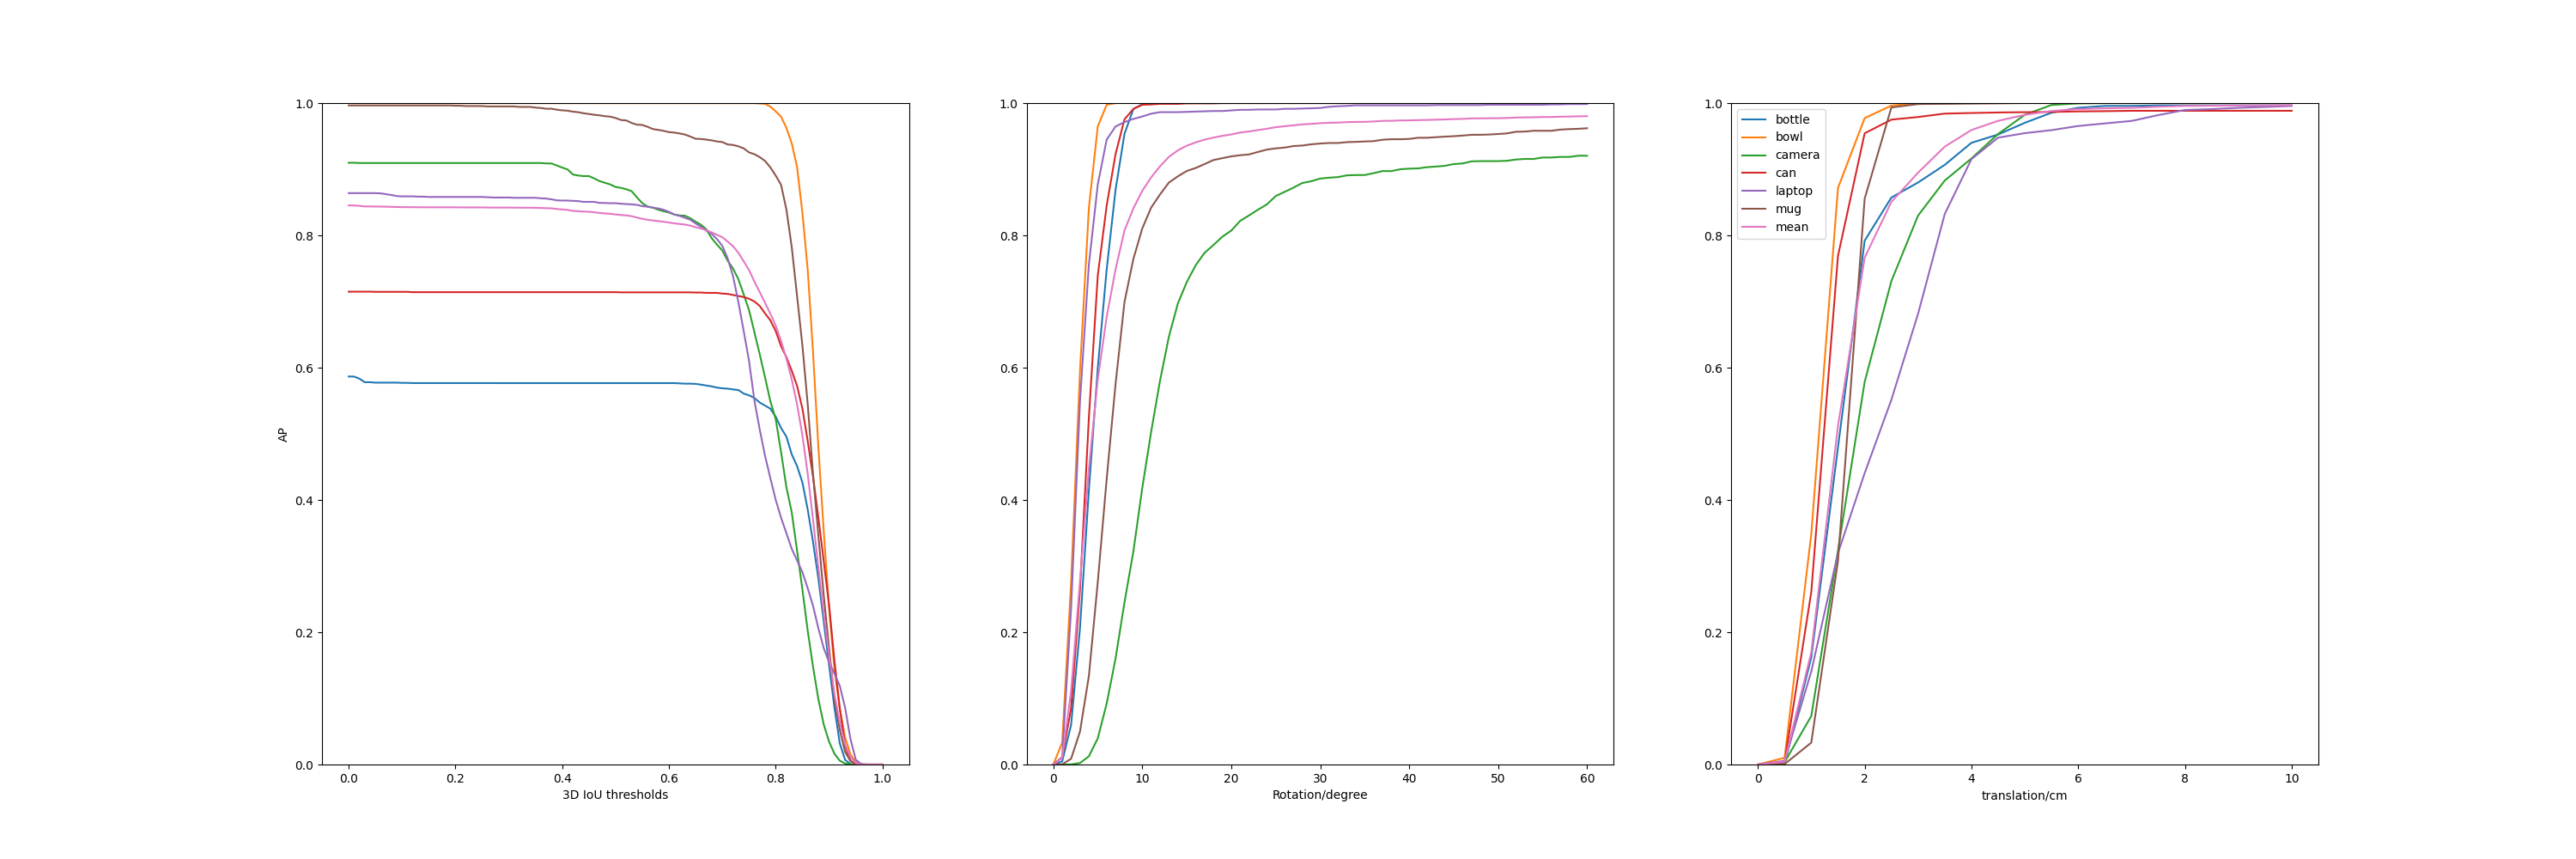 AP
1.0
0.8
0.6
0.4
0.2
0.0
0.0 0.2 0.4 0.6 0.8 1.0
3D IoU thresholds
1.0
0.8
0.6
0.4
0.2
0.0
0 10 20 30 40 50 60
Rotation/degree
1.0
0.8
0.6
0.4
0.2
0.0
bottle
bowl
camera
can
laptop
mug
mean
0 2 4 6 8 10
translation/cm